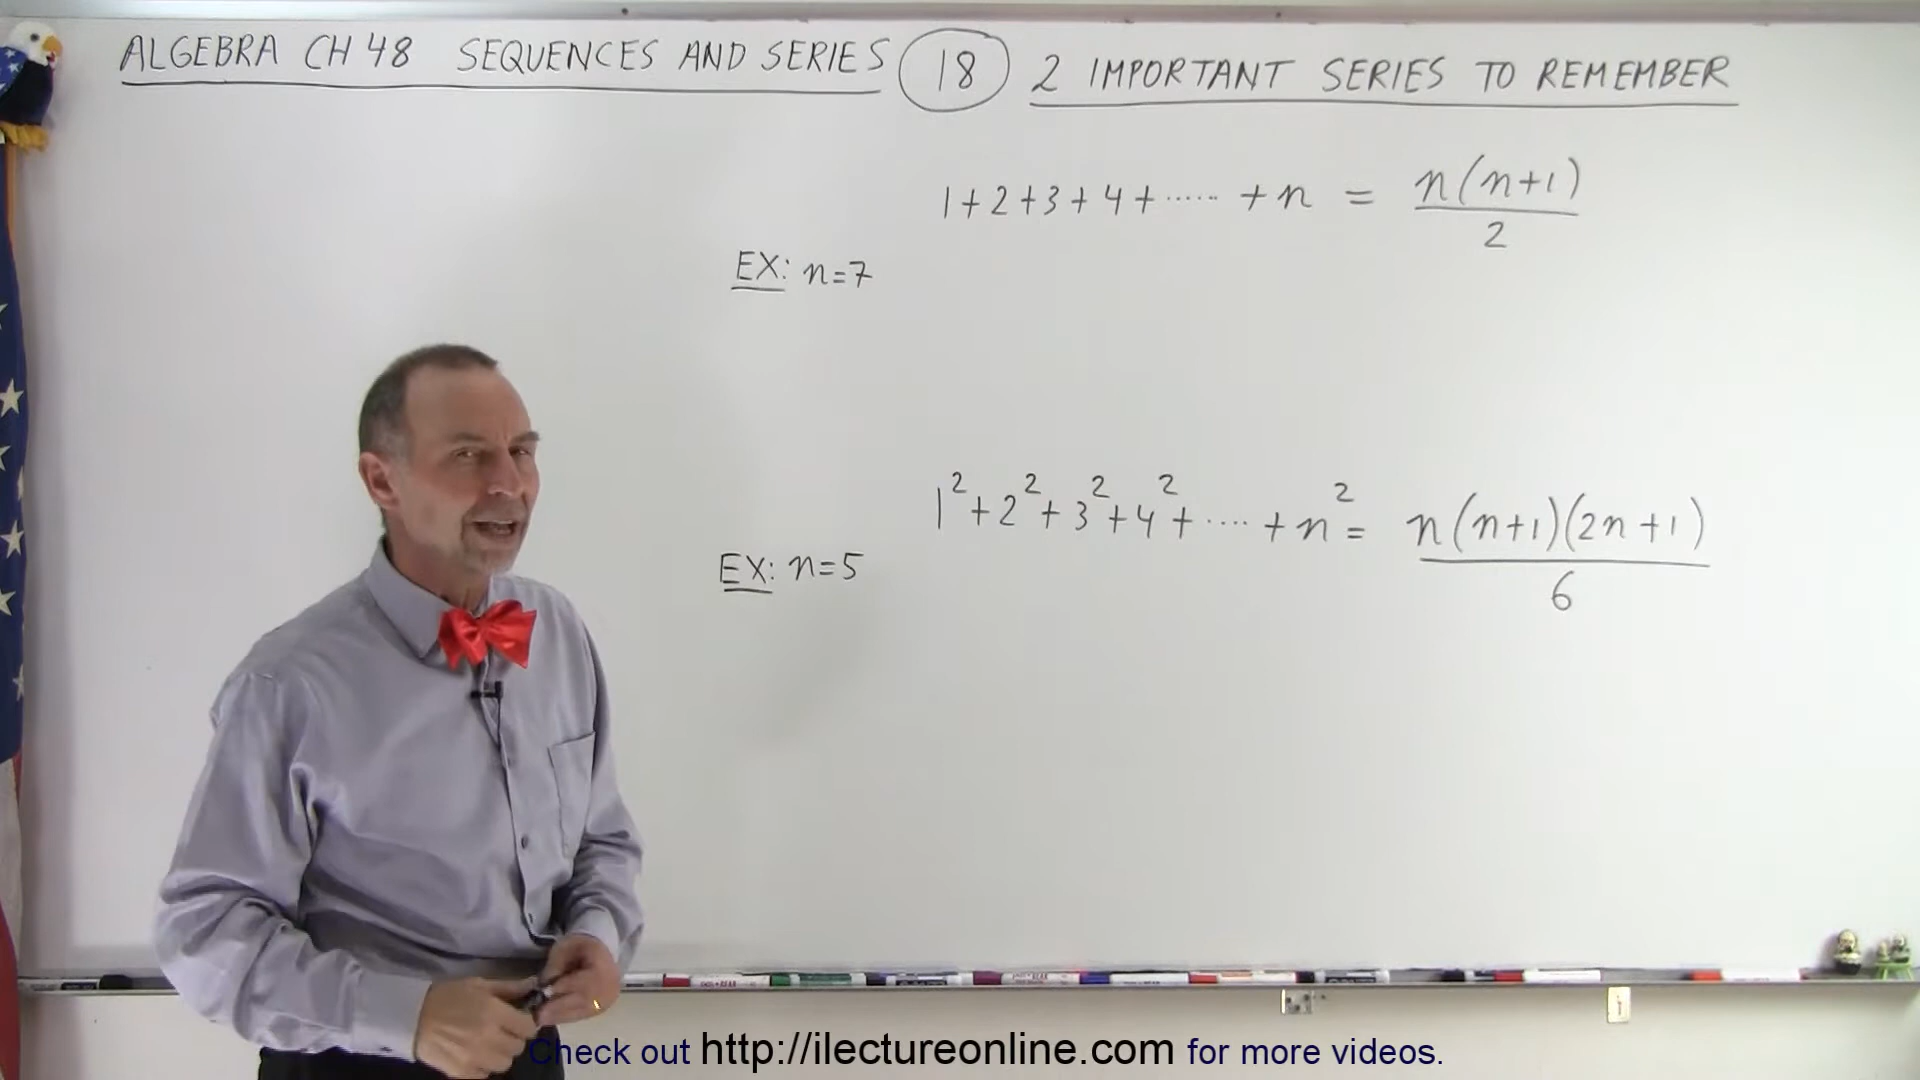 ALGEBRA CH 48 SEQUENCES AND SERIES 18 2 IMPORTANT SERIES TO REMEMBER
1+2+3+4+······+n = n(n+1)/2
EX: n=7
1²+2²+3²+4²+····+n² = n(n+1)(2n+1)/6
EX: n=5
Check out http://ilectureonline.com for more videos.